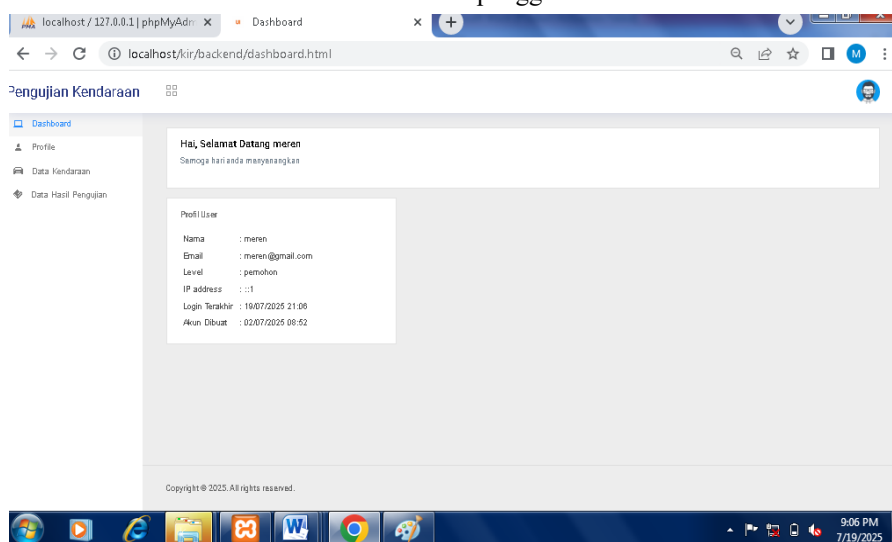 localhost / 127.0.0.1 | phpMyAdm
Dashboard
localhost/kir/backend/dashboard.html
M
Pengujian Kendaraan
Dashboard
Profile
Data Kendaraan
Data Hasil Pengujian
Hai, Selamat Datang meren
Samoga hari anda manyanangkan
Profil User
Nama : meren
Email : meren@gmail.com
Level : pemohon
IP address : ::1
Login Terakhir : 19/07/2025 21:06
Akun Dibuat : 02/07/2025 08:52
Copyright © 2025. All rights reserved.
9:06 PM
7/19/2025